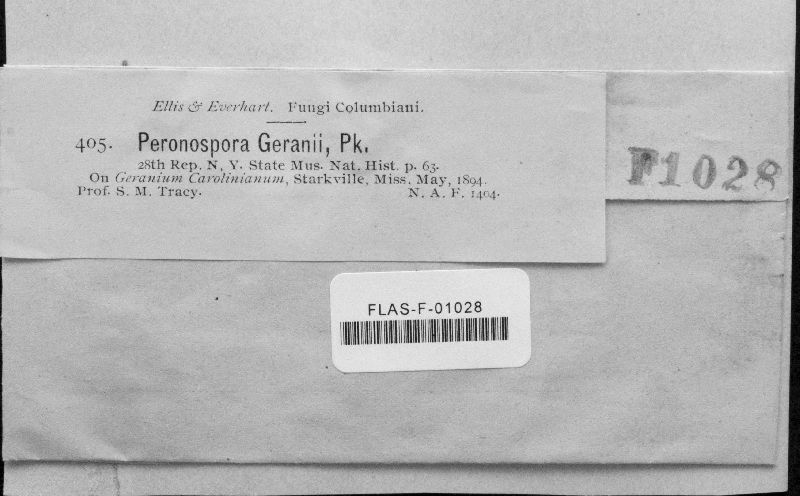 Ellis & Everhart. Fungi Columbiani.
405. Peronospora Geranii, Pk.
28th Rep. N. Y. State Mus. Nat. Hist. p. 63.
On Geranium Carolinianum, Starkville, Miss. May, 1894.
Prof. S. M. Tracy. N. A. F. 1404.
F1028
FLAS-F-01028